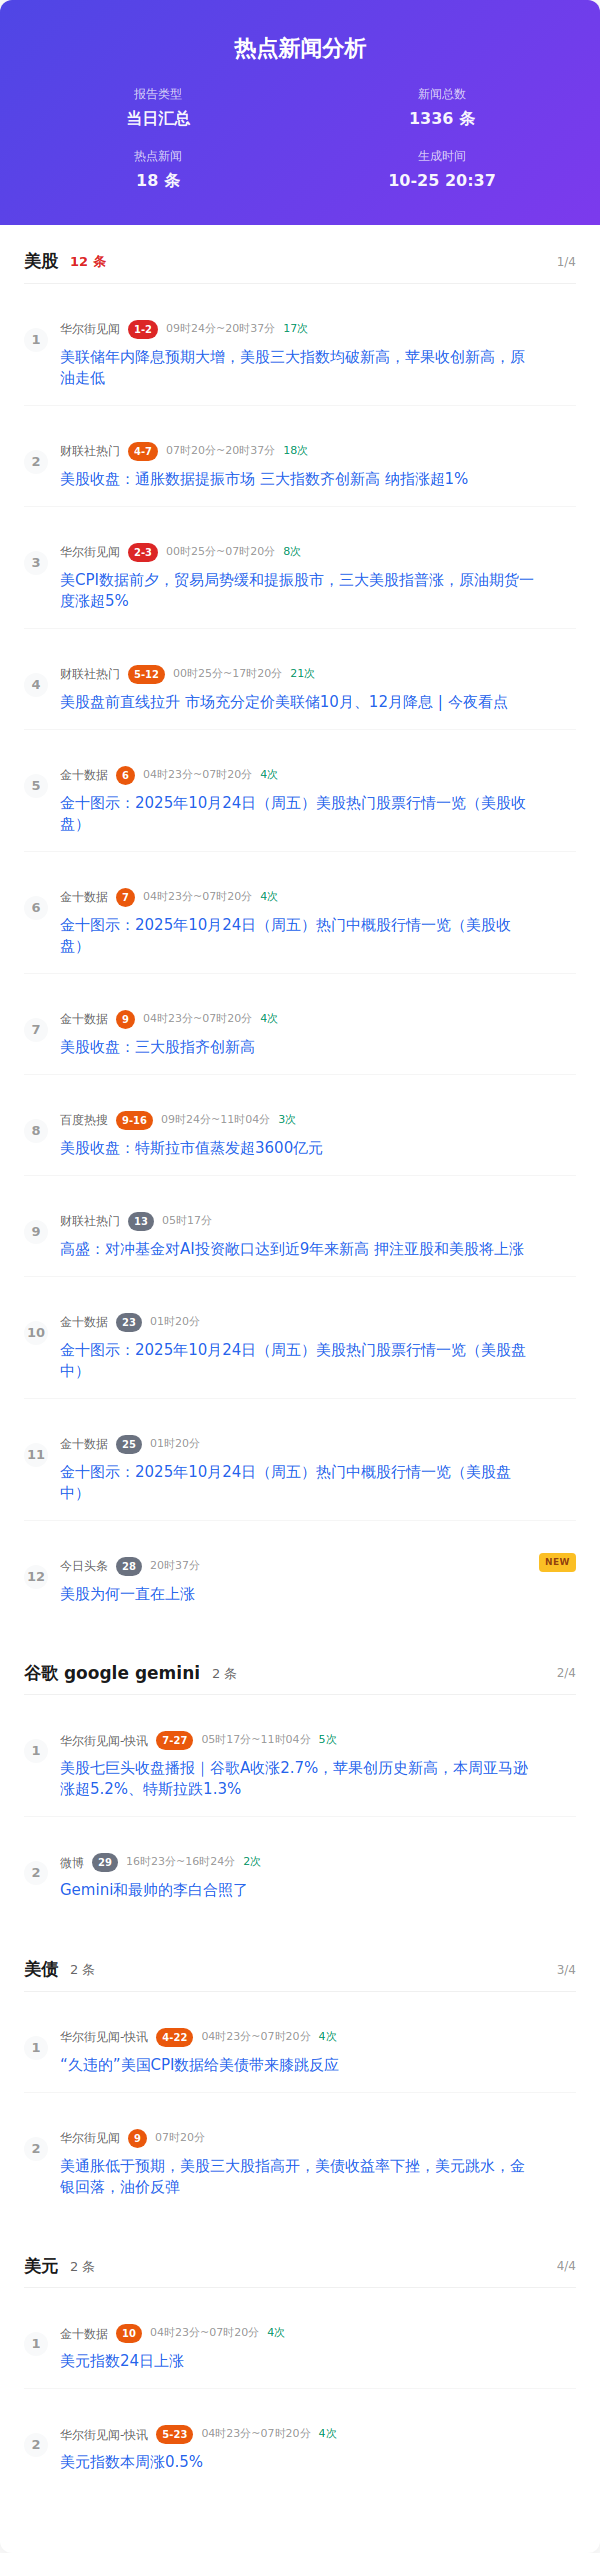 热点新闻分析
报告类型
新闻总数
当日汇总
1336 条
热点新闻
生成时间
18 条
10-25 20:37
美股 12 条 1/4
1
华尔街见闻 1-2 09时24分~20时37分 17次
美联储年内降息预期大增，美股三大指数均破新高，苹果收创新高，原
油走低
2
财联社热门 4-7 07时20分~20时37分 18次
美股收盘：通胀数据提振市场 三大指数齐创新高 纳指涨超1%
3
华尔街见闻 2-3 00时25分~07时20分 8次
美CPI数据前夕，贸易局势缓和提振股市，三大美股指普涨，原油期货一
度涨超5%
4
财联社热门 5-12 00时25分~17时20分 21次
美股盘前直线拉升 市场充分定价美联储10月、12月降息 | 今夜看点
5
金十数据 6 04时23分~07时20分 4次
金十图示：2025年10月24日（周五）美股热门股票行情一览（美股收
盘）
6
金十数据 7 04时23分~07时20分 4次
金十图示：2025年10月24日（周五）热门中概股行情一览（美股收
盘）
7
金十数据 9 04时23分~07时20分 4次
美股收盘：三大股指齐创新高
8
百度热搜 9-16 09时24分~11时04分 3次
美股收盘：特斯拉市值蒸发超3600亿元
9
财联社热门 13 05时17分
高盛：对冲基金对AI投资敞口达到近9年来新高 押注亚股和美股将上涨
10
金十数据 23 01时20分
金十图示：2025年10月24日（周五）美股热门股票行情一览（美股盘
中）
11
金十数据 25 01时20分
金十图示：2025年10月24日（周五）热门中概股行情一览（美股盘
中）
12
今日头条 28 20时37分 NEW
美股为何一直在上涨
谷歌 google gemini 2 条 2/4
1
华尔街见闻-快讯 7-27 05时17分~11时04分 5次
美股七巨头收盘播报｜谷歌A收涨2.7%，苹果创历史新高，本周亚马逊
涨超5.2%、特斯拉跌1.3%
2
微博 29 16时23分~16时24分 2次
Gemini和最帅的李白合照了
美债 2 条 3/4
1
华尔街见闻-快讯 4-22 04时23分~07时20分 4次
“久违的”美国CPI数据给美债带来膝跳反应
2
华尔街见闻 9 07时20分
美通胀低于预期，美股三大股指高开，美债收益率下挫，美元跳水，金
银回落，油价反弹
美元 2 条 4/4
1
金十数据 10 04时23分~07时20分 4次
美元指数24日上涨
2
华尔街见闻-快讯 5-23 04时23分~07时20分 4次
美元指数本周涨0.5%